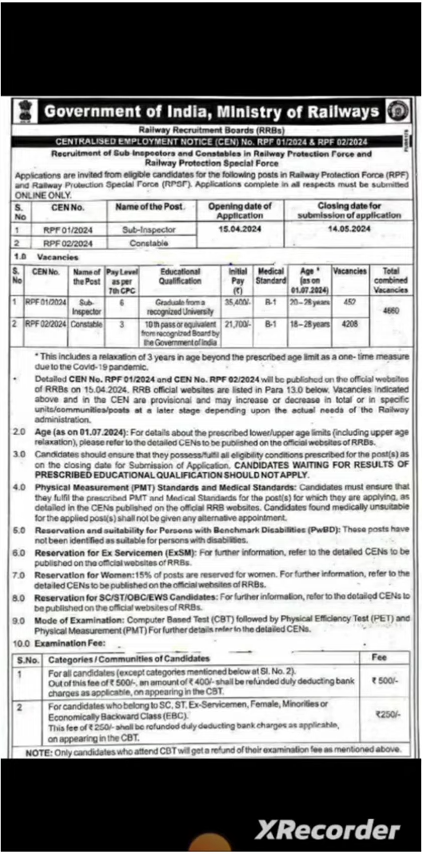 Government of India, Ministry of Railways
Railway Recruitment Boards (RRBs)
CENTRALISED EMPLOYMENT NOTICE (CEN) No. RPF 01/2024 & RPF 02/2024
Recruitment of Sub Inspectors and Constables in Railway Protection Force and
Railway Protection Special Force
Applications are invited from eligible candidates for the following posts in Railway Protection Force (RPF)
and Railway Protection Special Force (RPSF). Applications complete in all respects must be submitted
ONLINE ONLY.
S. No CEN No. Name of the Post Opening date of Application Closing date for submission of application
1 RPF 01/2024 Sub-Inspector 15.04.2024 14.05.2024
2 RPF 02/2024 Constable
1.0 Vacancies
S. No CEN No. Name of the Post Pay Level as per 7th CPC Educational Qualification Initial Pay (₹) Medical Standard Age * (as on 01.07.2024) Vacancies Total combined Vacancies
1 RPF 01/2024 Sub-Inspector 6 Graduate from a recognized University 35,400/- B-1 20-28 years 452 4660
2 RPF 02/2024 Constable 3 10th pass or equivalent from recognized Board by the Government of India 21,700/- B-1 18-28 years 4208
* This includes a relaxation of 3 years in age beyond the prescribed age limit as a one- time measure
due to the Covid-19 pandemic.
Detailed CEN No. RPF 01/2024 and CEN No. RPF 02/2024 will be published on the official websites
of RRBs on 15.04.2024. RRB official websites are listed in Para 13.0 below. Vacancies indicated
above and in the CEN are provisional and may increase or decrease in total or in specific
units/communities/posts at a later stage depending upon the actual needs of the Railway
administration.
2.0 Age (as on 01.07.2024): For details about the prescribed lower/upper age limits (including upper age
relaxation), please refer to the detailed CENs to be published on the official websites of RRBs.
3.0 Candidates should ensure that they possess/fulfil all eligibility conditions prescribed for the post(s) as
on the closing date for Submission of Application. CANDIDATES WAITING FOR RESULTS OF
PRESCRIBED EDUCATIONAL QUALIFICATION SHOULD NOT APPLY.
4.0 Physical Measurement (PMT) Standards and Medical Standards: Candidates must ensure that
they fulfil the prescribed PMT and Medical Standards for the post(s) for which they are applying, as
detailed in the CENs published on the official RRB websites. Candidates found medically unsuitable
for the applied post(s) shall not be given any alternative appointment.
5.0 Reservation and suitability for Persons with Benchmark Disabilities (PwBD): These posts have
not been identified as suitable for persons with disabilities.
6.0 Reservation for Ex Servicemen (ExSM): For further information, refer to the detailed CENs to be
published on the official websites of RRBs.
7.0 Reservation for Women: 15% of posts are reserved for women. For further information, refer to the
detailed CENs to be published on the official websites of RRBs.
8.0 Reservation for SC/ST/OBC/EWS Candidates: For further information, refer to the detailed CENs to
be published on the official websites of RRBs.
9.0 Mode of Examination: Computer Based Test (CBT) followed by Physical Efficiency Test (PET) and
Physical Measurement (PMT) For further details refer to the detailed CENs.
10.0 Examination Fee:
S.No. Categories / Communities of Candidates Fee
1 For all candidates (except categories mentioned below at Sl. No. 2).
Out of this fee of ₹ 500/-, an amount of ₹ 400/- shall be refunded duly deducting bank
charges as applicable, on appearing in the CBT.
₹ 500/-
2 For candidates who belong to SC, ST, Ex-Servicemen, Female, Minorities or
Economically Backward Class (EBC).
This fee of ₹ 250/- shall be refunded duly deducting bank charges as applicable,
on appearing in the CBT.
₹250/-
NOTE: Only candidates who attend CBT will get a refund of their examination fee as mentioned above.
XRecorder